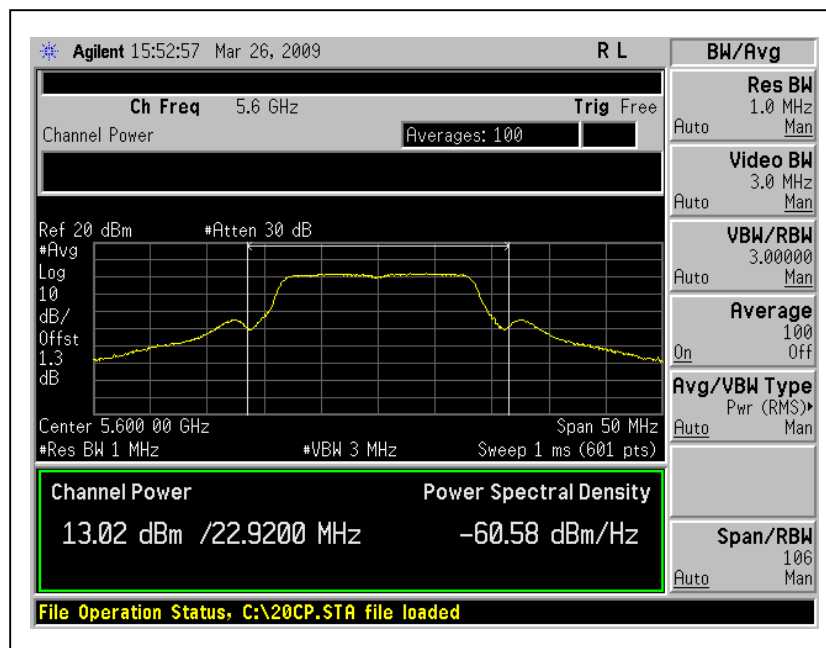 Agilent 15:52:57 Mar 26, 2009 R L
BW/Avg
Ch Freq 5.6 GHz Trig Free
Channel Power Averages: 100
Res BW
1.0 MHz
Auto Man
Video BW
3.0 MHz
Auto Man
VBW/RBW
3.00000
Auto Man
Average
100
On Off
Avg/VBW Type
Pwr (RMS)
Auto Man
Span/RBW
106
Auto Man
Ref 20 dBm #Atten 30 dB
#Avg
Log
10
dB/
Offst
1.3
dB
Center 5.600 00 GHz Span 50 MHz
#Res BW 1 MHz #VBW 3 MHz Sweep 1 ms (601 pts)
Channel Power Power Spectral Density
13.02 dBm /22.9200 MHz -60.58 dBm/Hz
File Operation Status, C:\20CP.STA file loaded